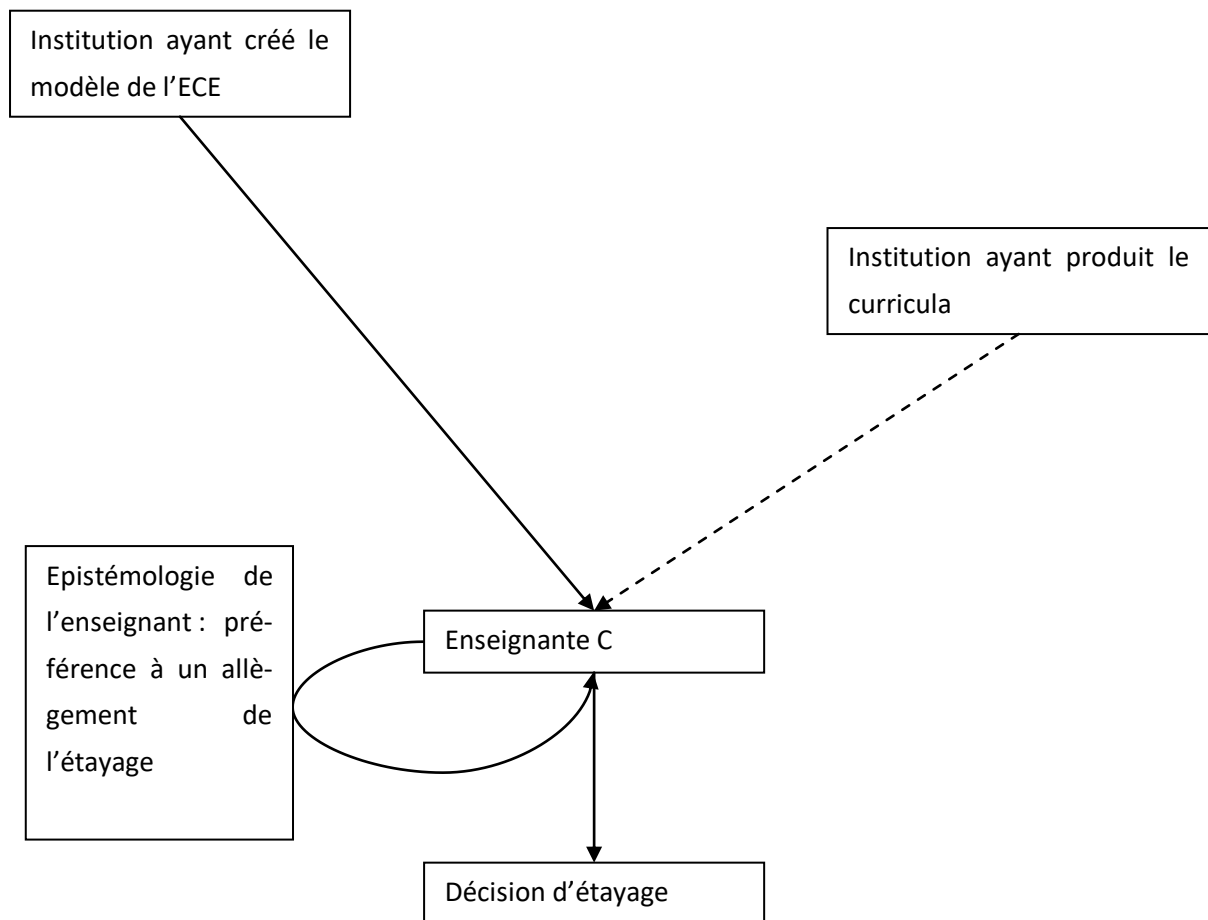 Institution ayant créé le
modèle de l’ECE
Institution ayant produit le
curricula
Epistémologie de
l’enseignant : pré-
férence à un allè-
gement de
l’étayage
Enseignante C
Décision d’étayage